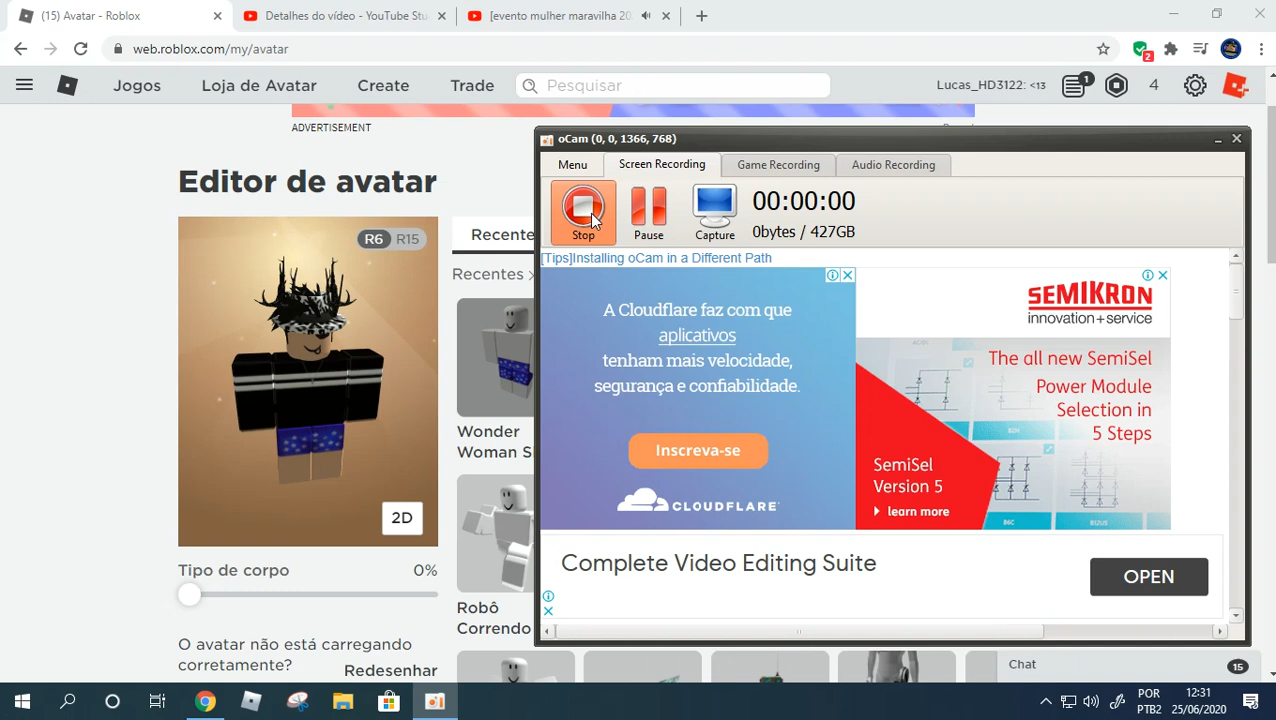 (15) Avatar - Roblox
Detalhes do vídeo - YouTube Stu
[evento mulher maravilha 202
web.roblox.com/my/avatar
2
Jogos
Loja de Avatar
Create
Trade
Pesquisar
Lucas_HD3122: <13
1
4
ADVERTISEMENT
oCam (0, 0, 1366, 768)
Menu
Screen Recording
Game Recording
Audio Recording
Editor de avatar
Stop
Pause
Capture
00:00:00
0bytes / 427GB
R6 R15
Recente
[Tips]Installing oCam in a Different Path
Recentes
A Cloudflare faz com que
aplicativos
tenham mais velocidade,
segurança e confiabilidade.
Inscreva-se
CLOUDFLARE
SEMIKRON
innovation+service
The all new SemiSel
Power Module
Selection in
5 Steps
SemiSel
Version 5
learn more
Wonder
Woman S
2D
Complete Video Editing Suite
OPEN
Tipo de corpo
0%
Robô
Correndo
O avatar não está carregando
corretamente?
Redesenhar
Chat
15
POR
PTB2
12:31
25/06/2020